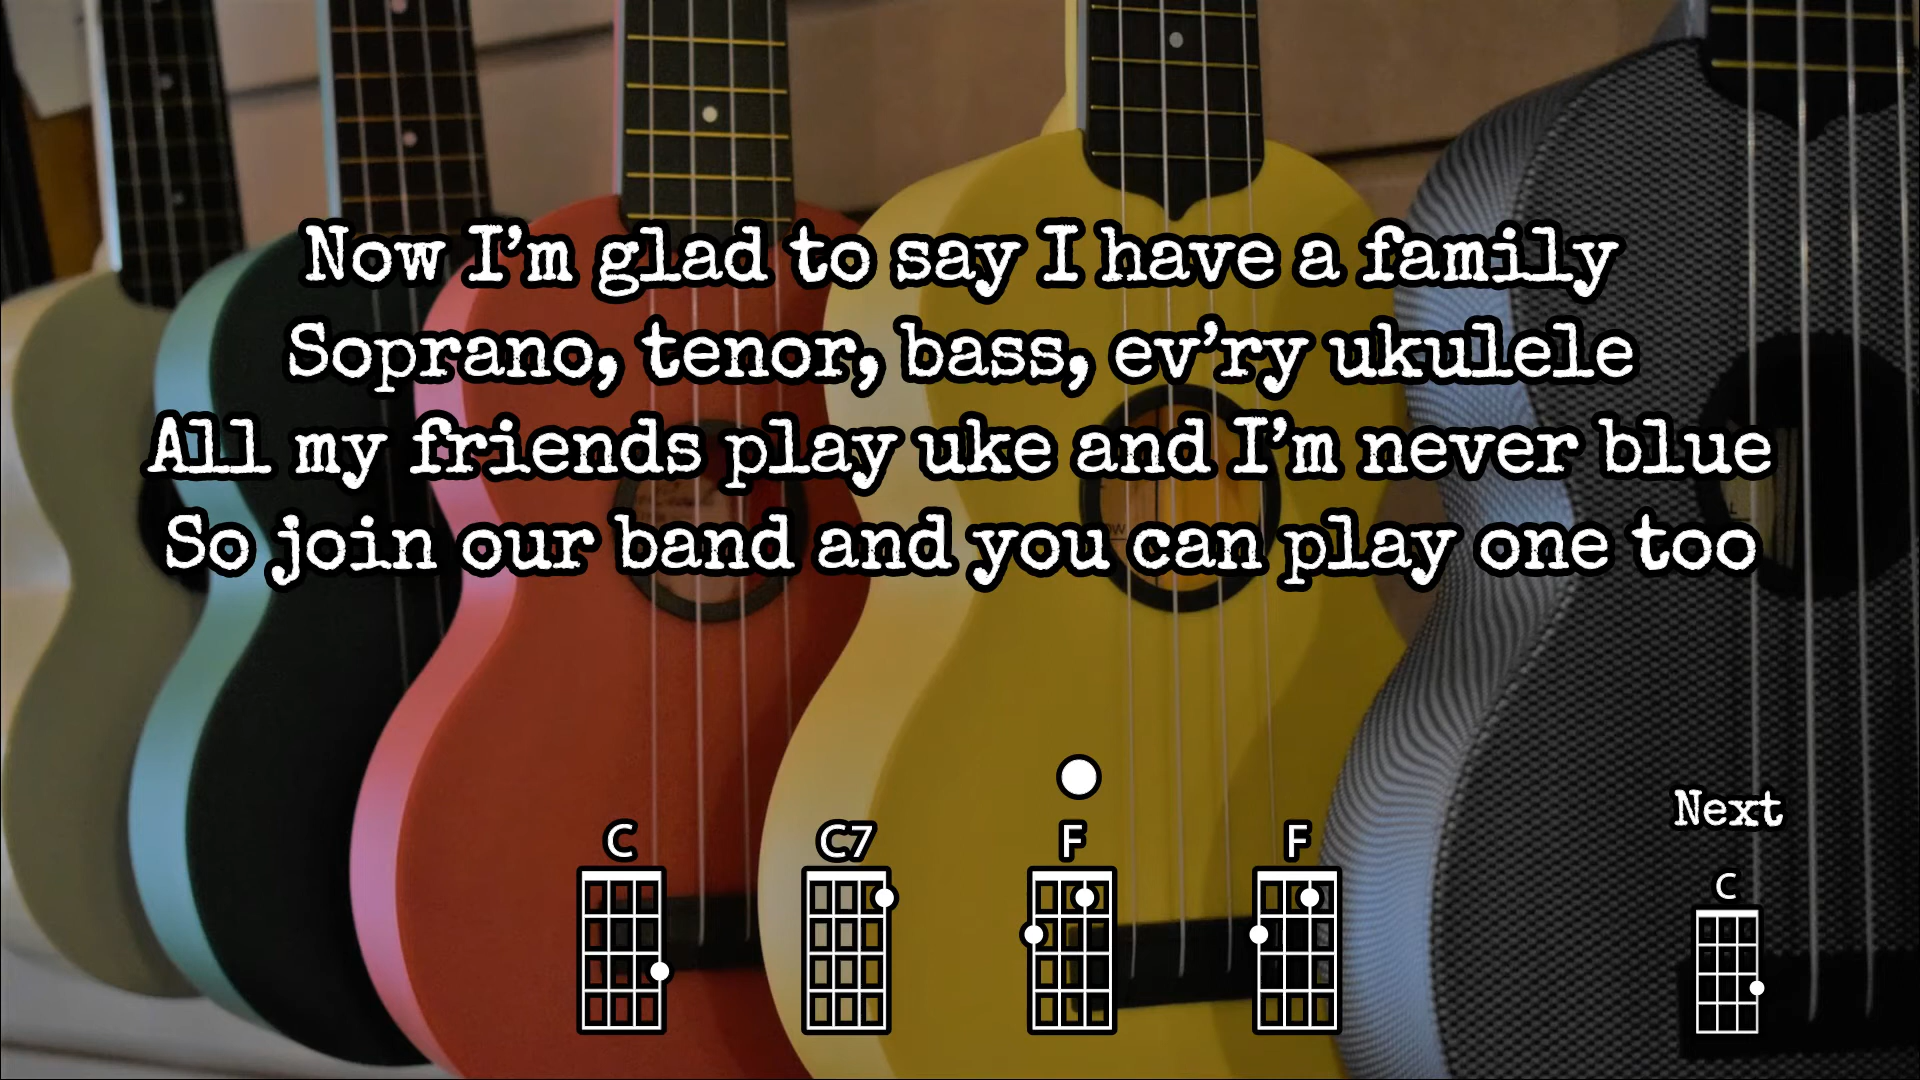 Now I’m glad to say I have a family
Soprano, tenor, bass, ev’ry ukulele
All my friends play uke and I’m never blue
So join our band and you can play one too
Next
C C7 F F C